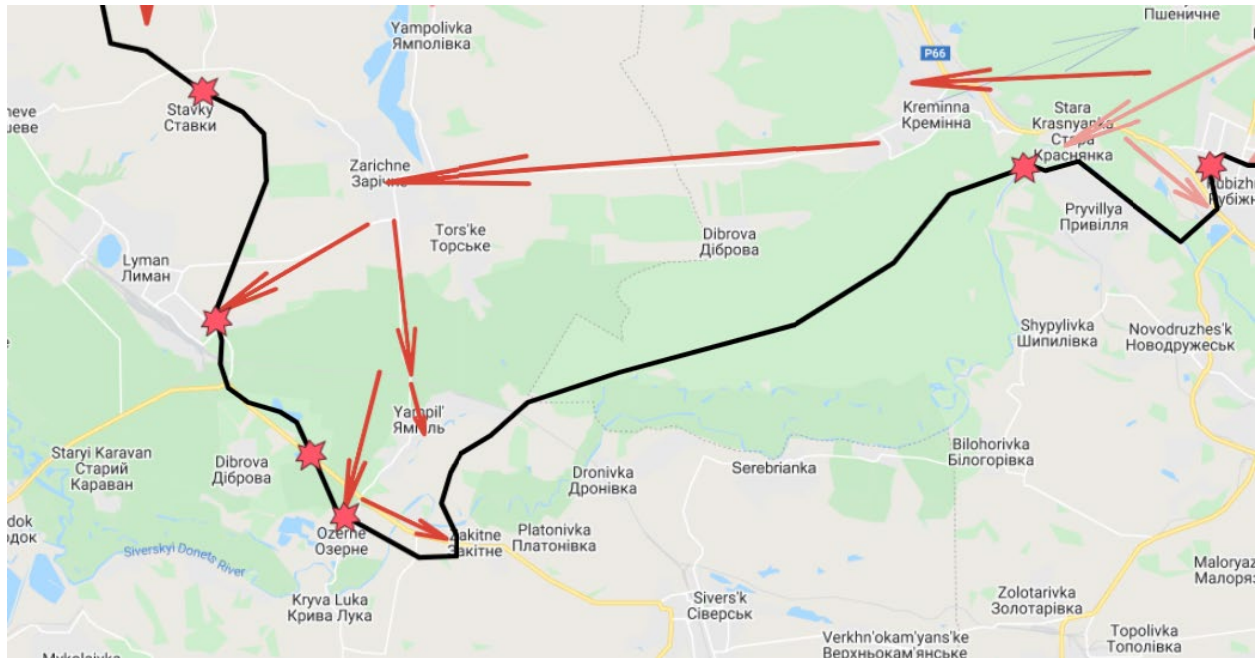 Пшеничне
Yampolivka
Ямполівка
P66
Stavky
Ставки
Kreminna
Кремінна
Stara
Krasnyanka
Стара
Краснянка
Zarichne
Зарічне
Tors'ke
Торське
Dibrova
Діброва
Pryvillya
Привілля
Lyman
Лиман
Shypylivka
Шипилівка
Novodruzhes'k
Новодружеськ
Yampil'
Ямпіль
Staryi Karavan
Старий
Караван
Dibrova
Діброва
Dronivka
Дронівка
Serebrianka
Bilohorivka
Білогорівка
Ozerne
Озерне
Zakitne
Закітне
Platonivka
Платонівка
Siverskyi Donets River
Kryva Luka
Крива Лука
Sivers'k
Сіверськ
Zolotarivka
Золотарівка
Verkhn'okam'yans'ke
Верхньокам'янське
Topolivka
Тополівка